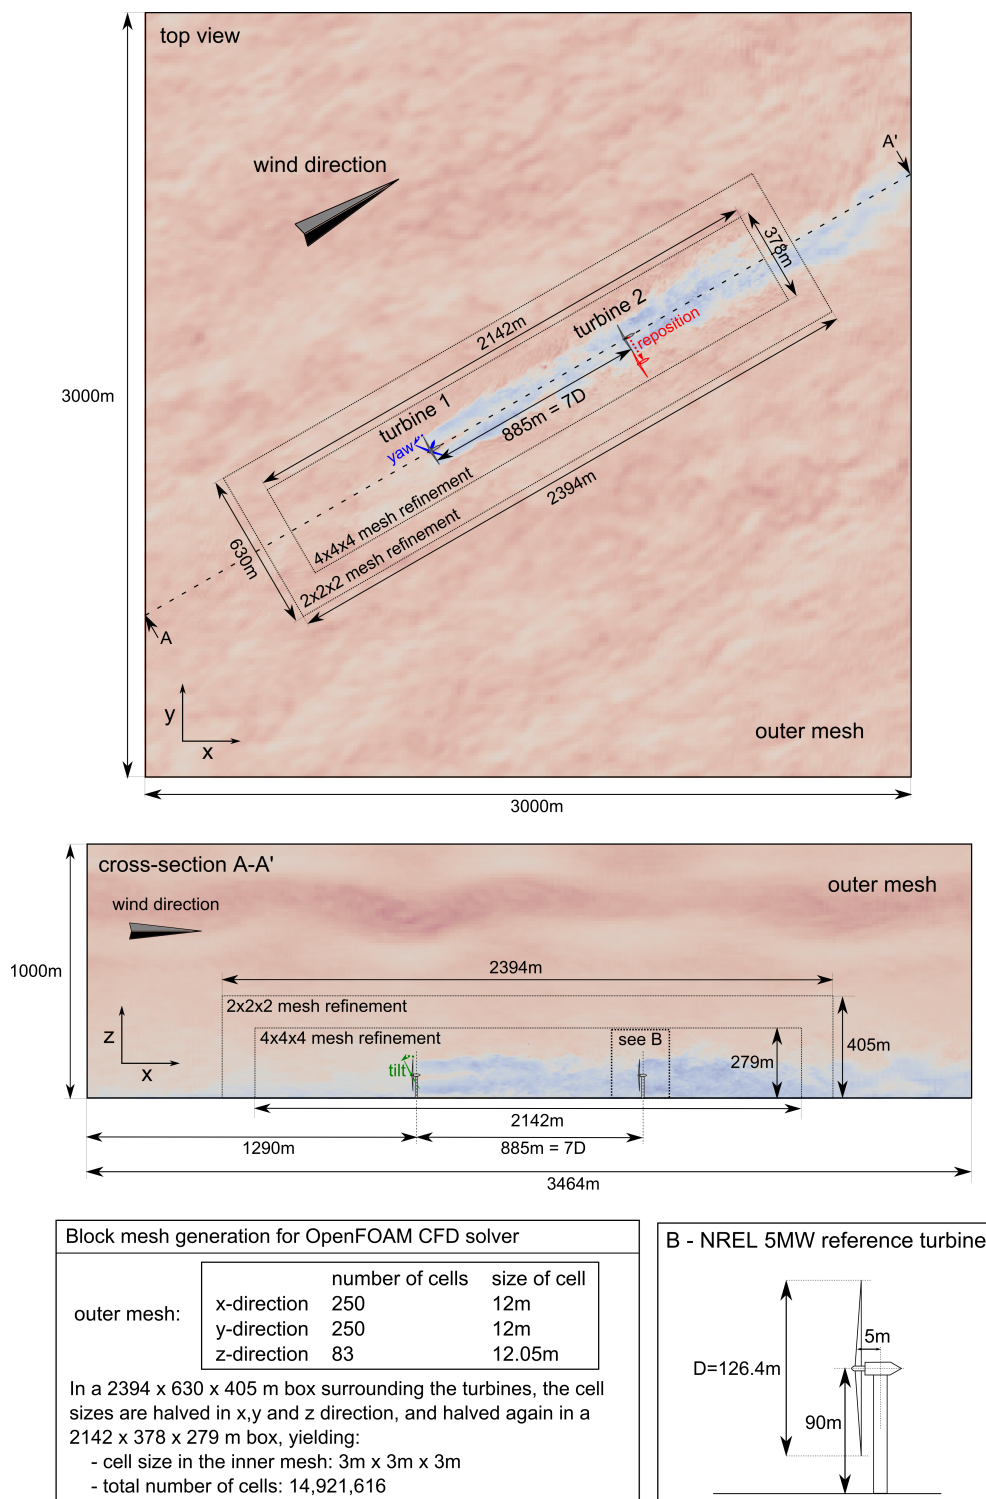 top view
A'
wind direction
378m
turbine 2
reposition
2142m
3000m
turbine 1
885m = 7D
yaw
2394m
4x4x4 mesh refinement
630m
2x2x2 mesh refinement
A
y
x
outer mesh
3000m
cross-section A-A'
outer mesh
wind direction
1000m
2394m
2x2x2 mesh refinement
z
4x4x4 mesh refinement
see B
405m
279m
tilt
x
2142m
1290m
885m = 7D
3464m
Block mesh generation for OpenFOAM CFD solver
number of cells size of cell
outer mesh:
x-direction 250 12m
y-direction 250 12m
z-direction 83 12.05m
In a 2394 x 630 x 405 m box surrounding the turbines, the cell
sizes are halved in x,y and z direction, and halved again in a
2142 x 378 x 279 m box, yielding:
- cell size in the inner mesh: 3m x 3m x 3m
- total number of cells: 14,921,616
B - NREL 5MW reference turbine
5m
D=126.4m
90m